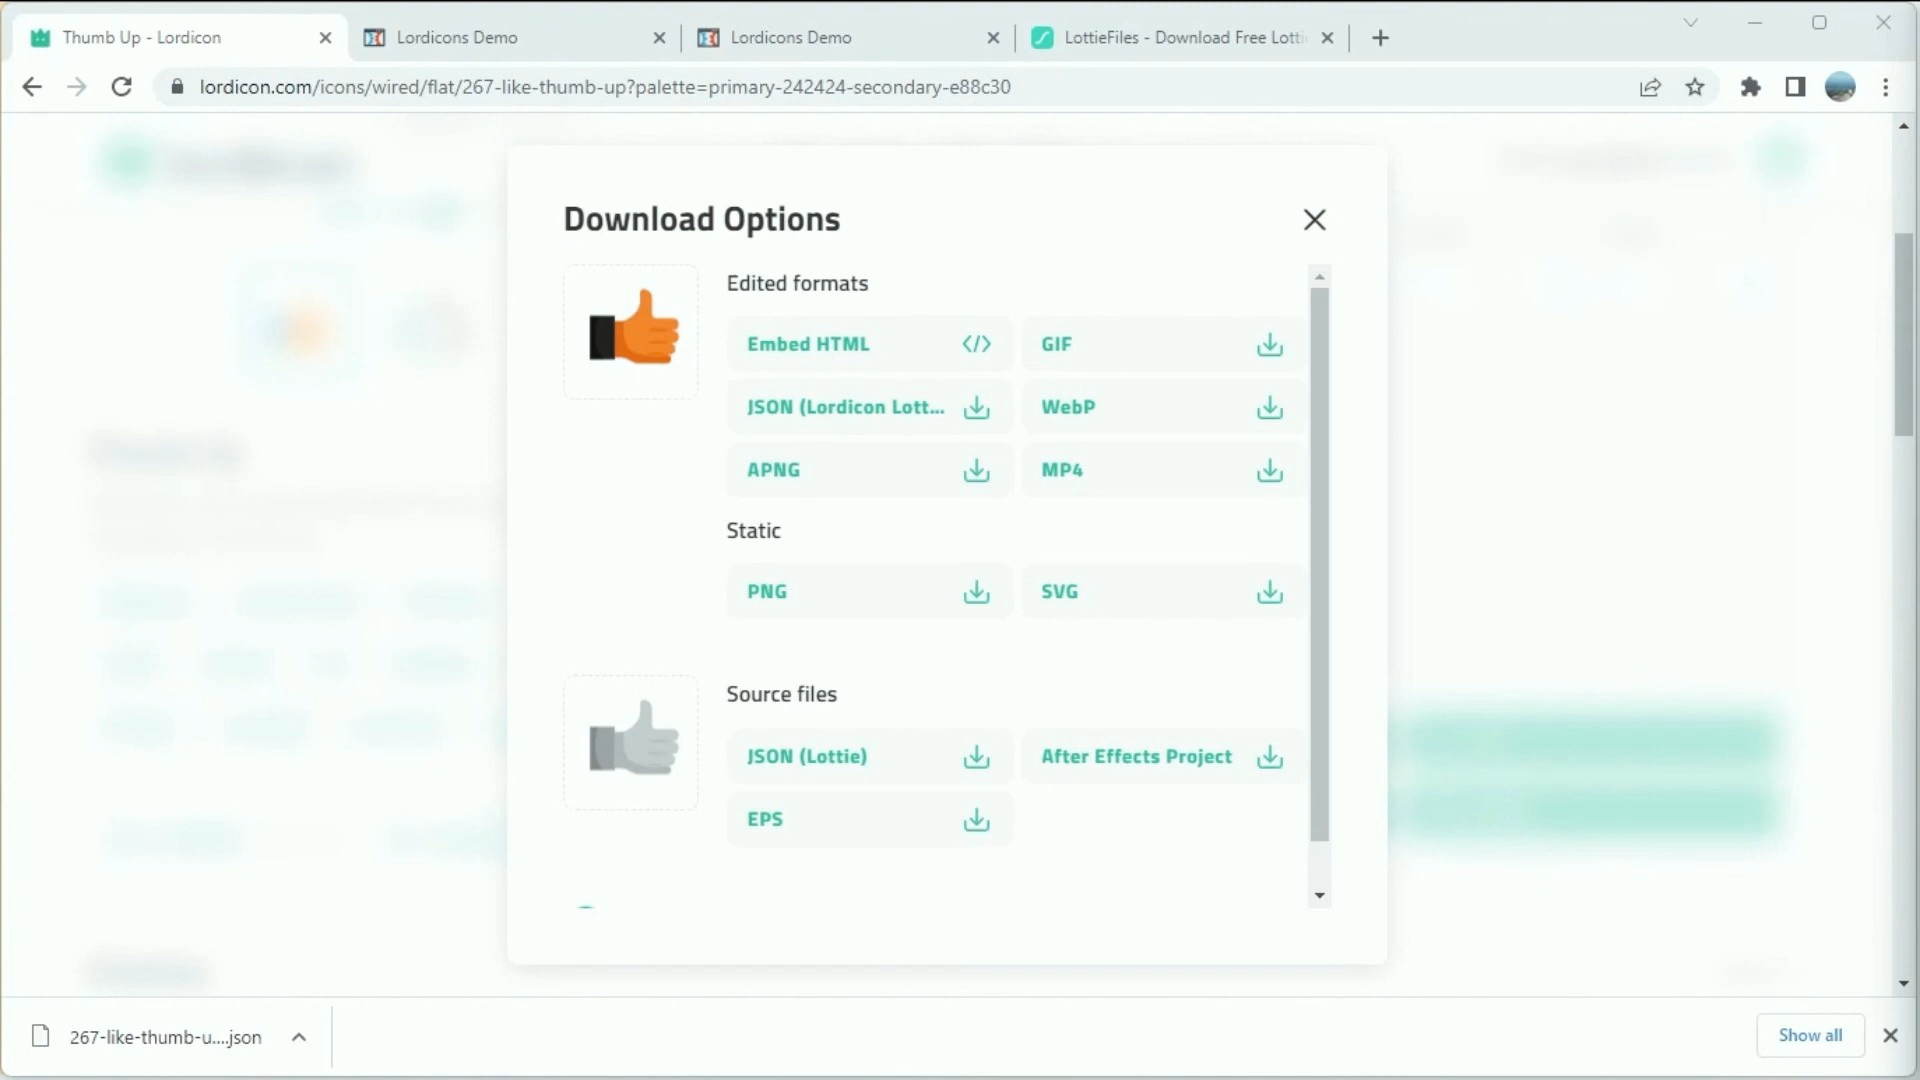 Thumb Up - Lordicon
Lordicons Demo
Lordicons Demo
LottieFiles - Download Free Lotti
lordicon.com/icons/wired/flat/267-like-thumb-up?palette=primary-242424-secondary-e88c30
Download Options
Edited formats
Embed HTML </>
GIF
JSON (Lordicon Lott...
WebP
APNG
MP4
Static
PNG
SVG
Source files
JSON (Lottie)
After Effects Project
EPS
267-like-thumb-u....json
Show all